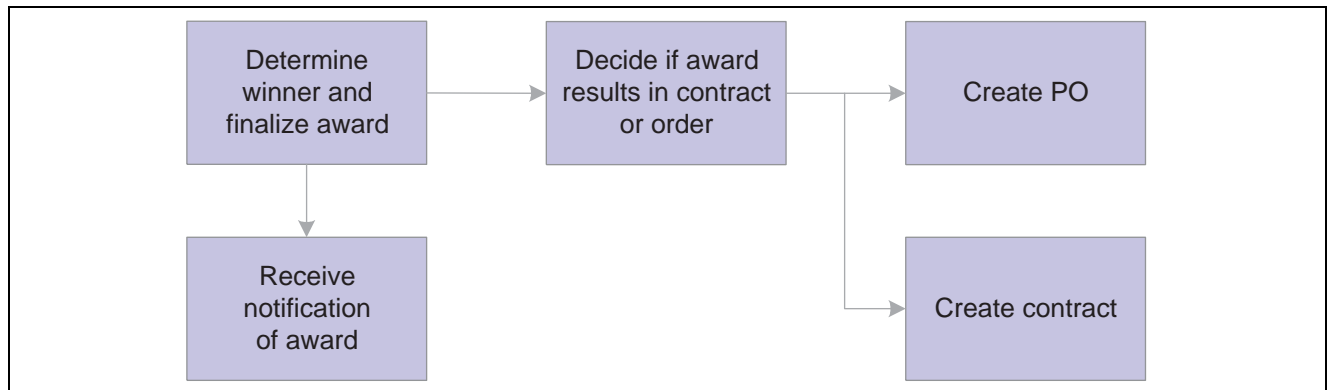 Determine
winner and
finalize award
Decide if award
results in contract
or order
Create PO
Receive
notification
of award
Create contract